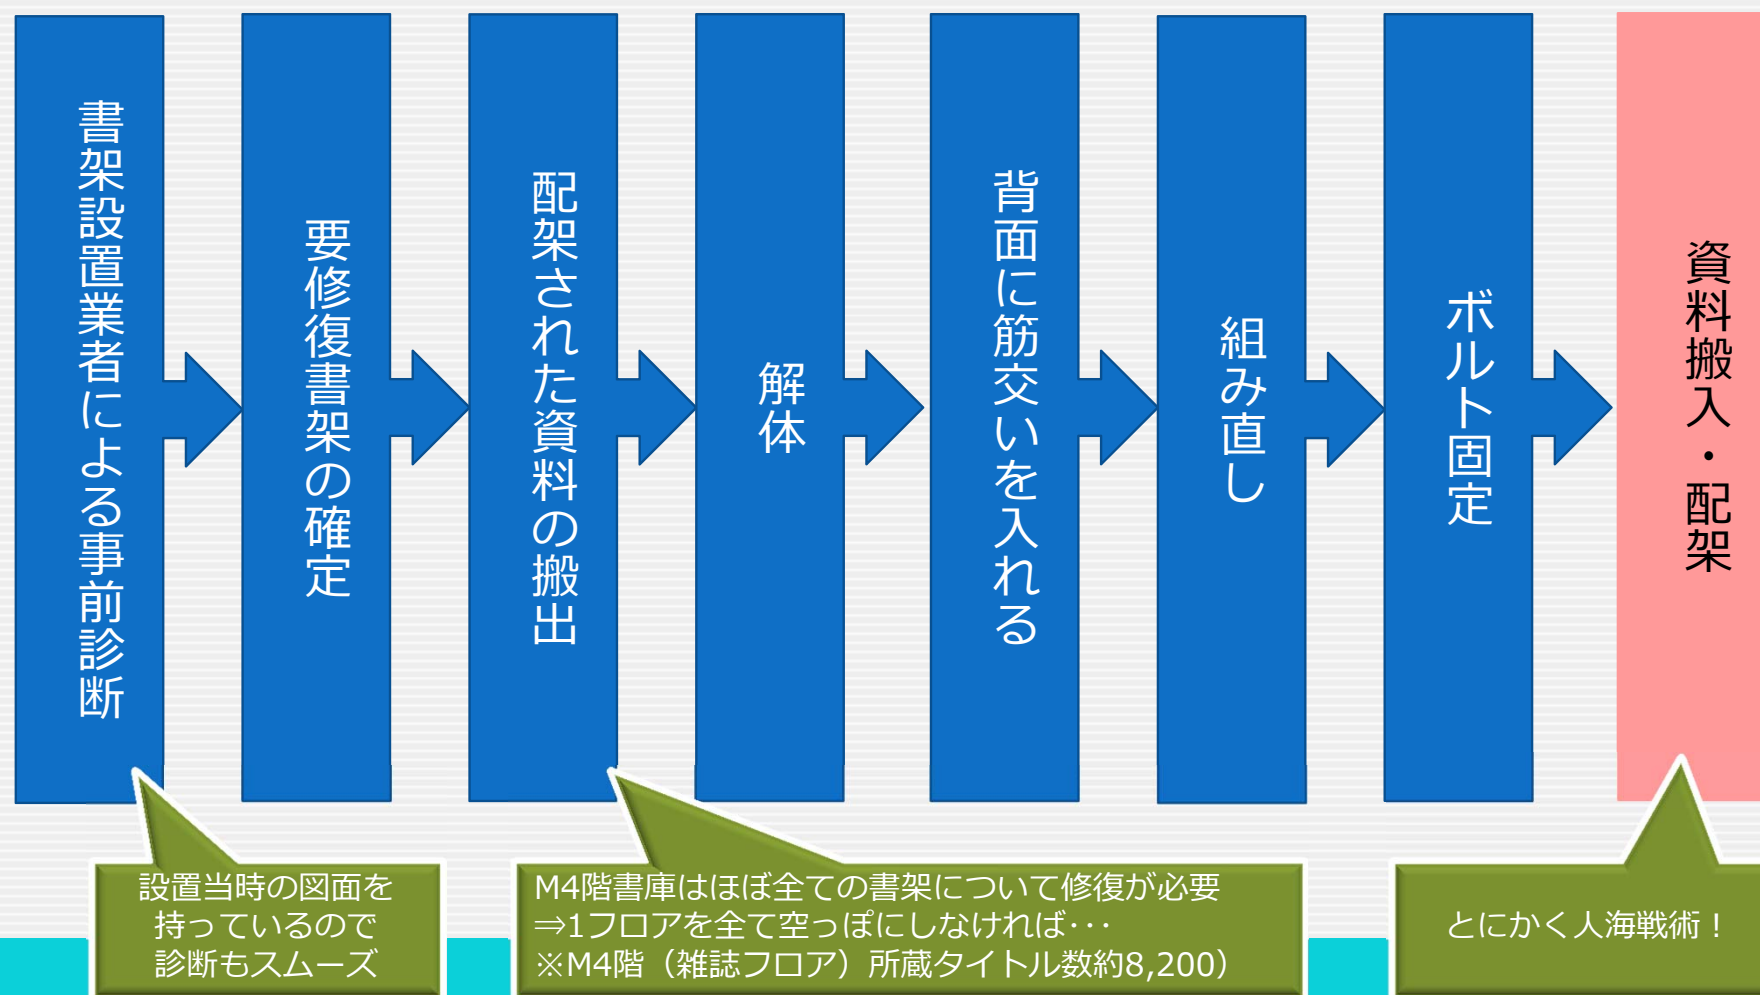 書架設置業者による事前診断
要修復書架の確定
配架された資料の搬出
解体
背面に筋交いを入れる
組み直し
ボルト固定
資料搬入・配架
設置当時の図面を
持っているので
診断もスムーズ
M4階書庫はほぼ全ての書架について修復が必要
⇒1フロアを全て空っぽにしなければ･･･
※M4階（雑誌フロア）所蔵タイトル数約8,200）
とにかく人海戦術！